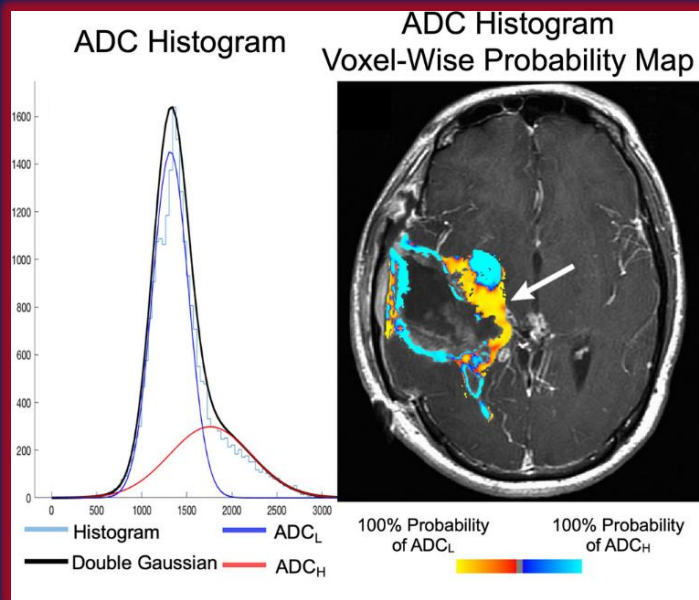 ADC Histogram
ADC Histogram
Voxel-Wise Probability Map
1600
1400
1200
1000
800
600
400
200
0
0 500 1000 1500 2000 2500 3000
Histogram
ADCL
Double Gaussian
ADCH
100% Probability
of ADCL
100% Probability
of ADCH